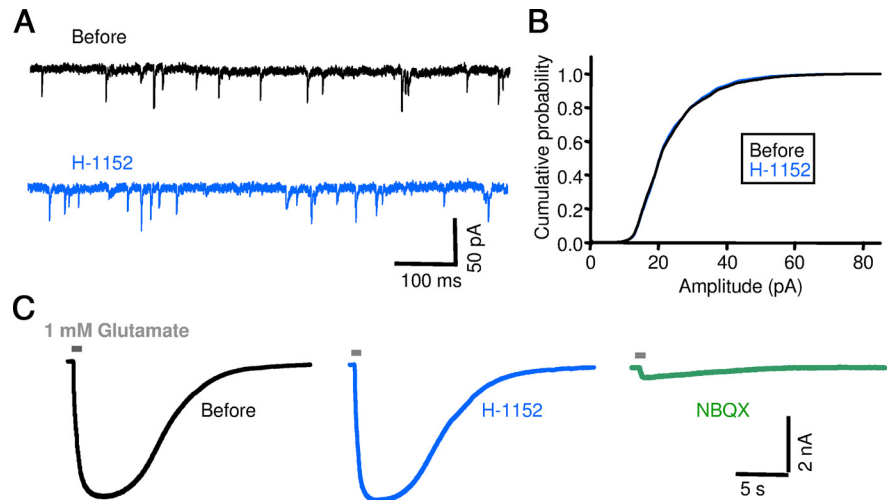 A
Before
H-1152
50 pA
100 ms
B
Cumulative probability
1.0
0.8
0.6
0.4
0.2
0.0
Before
H-1152
0
20
40
60
80
Amplitude (pA)
C
1 mM Glutamate
Before
H-1152
NBQX
2 nA
5 s